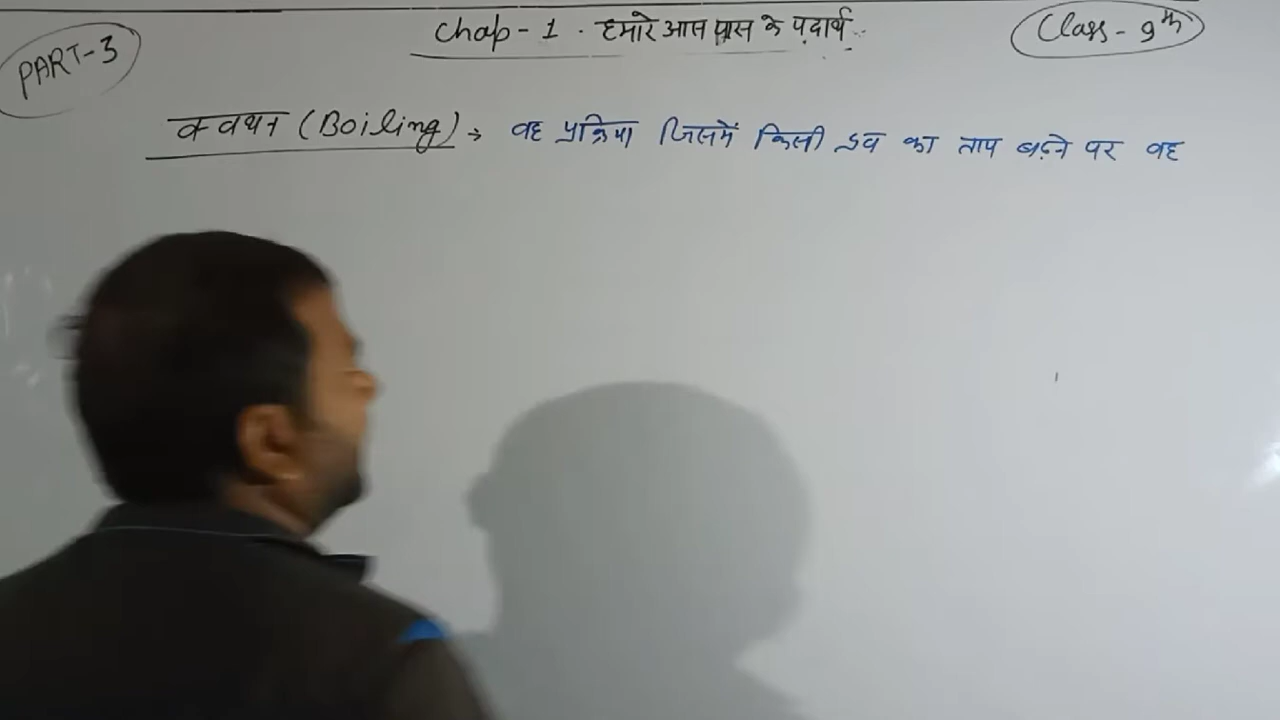 PART-3
Chap-1. हमारे आस पास के पदार्थ
Class-9th
क्वथन (Boiling) → वह प्रक्रिया जिसमें किसी द्रव का ताप बढ़ने पर वह